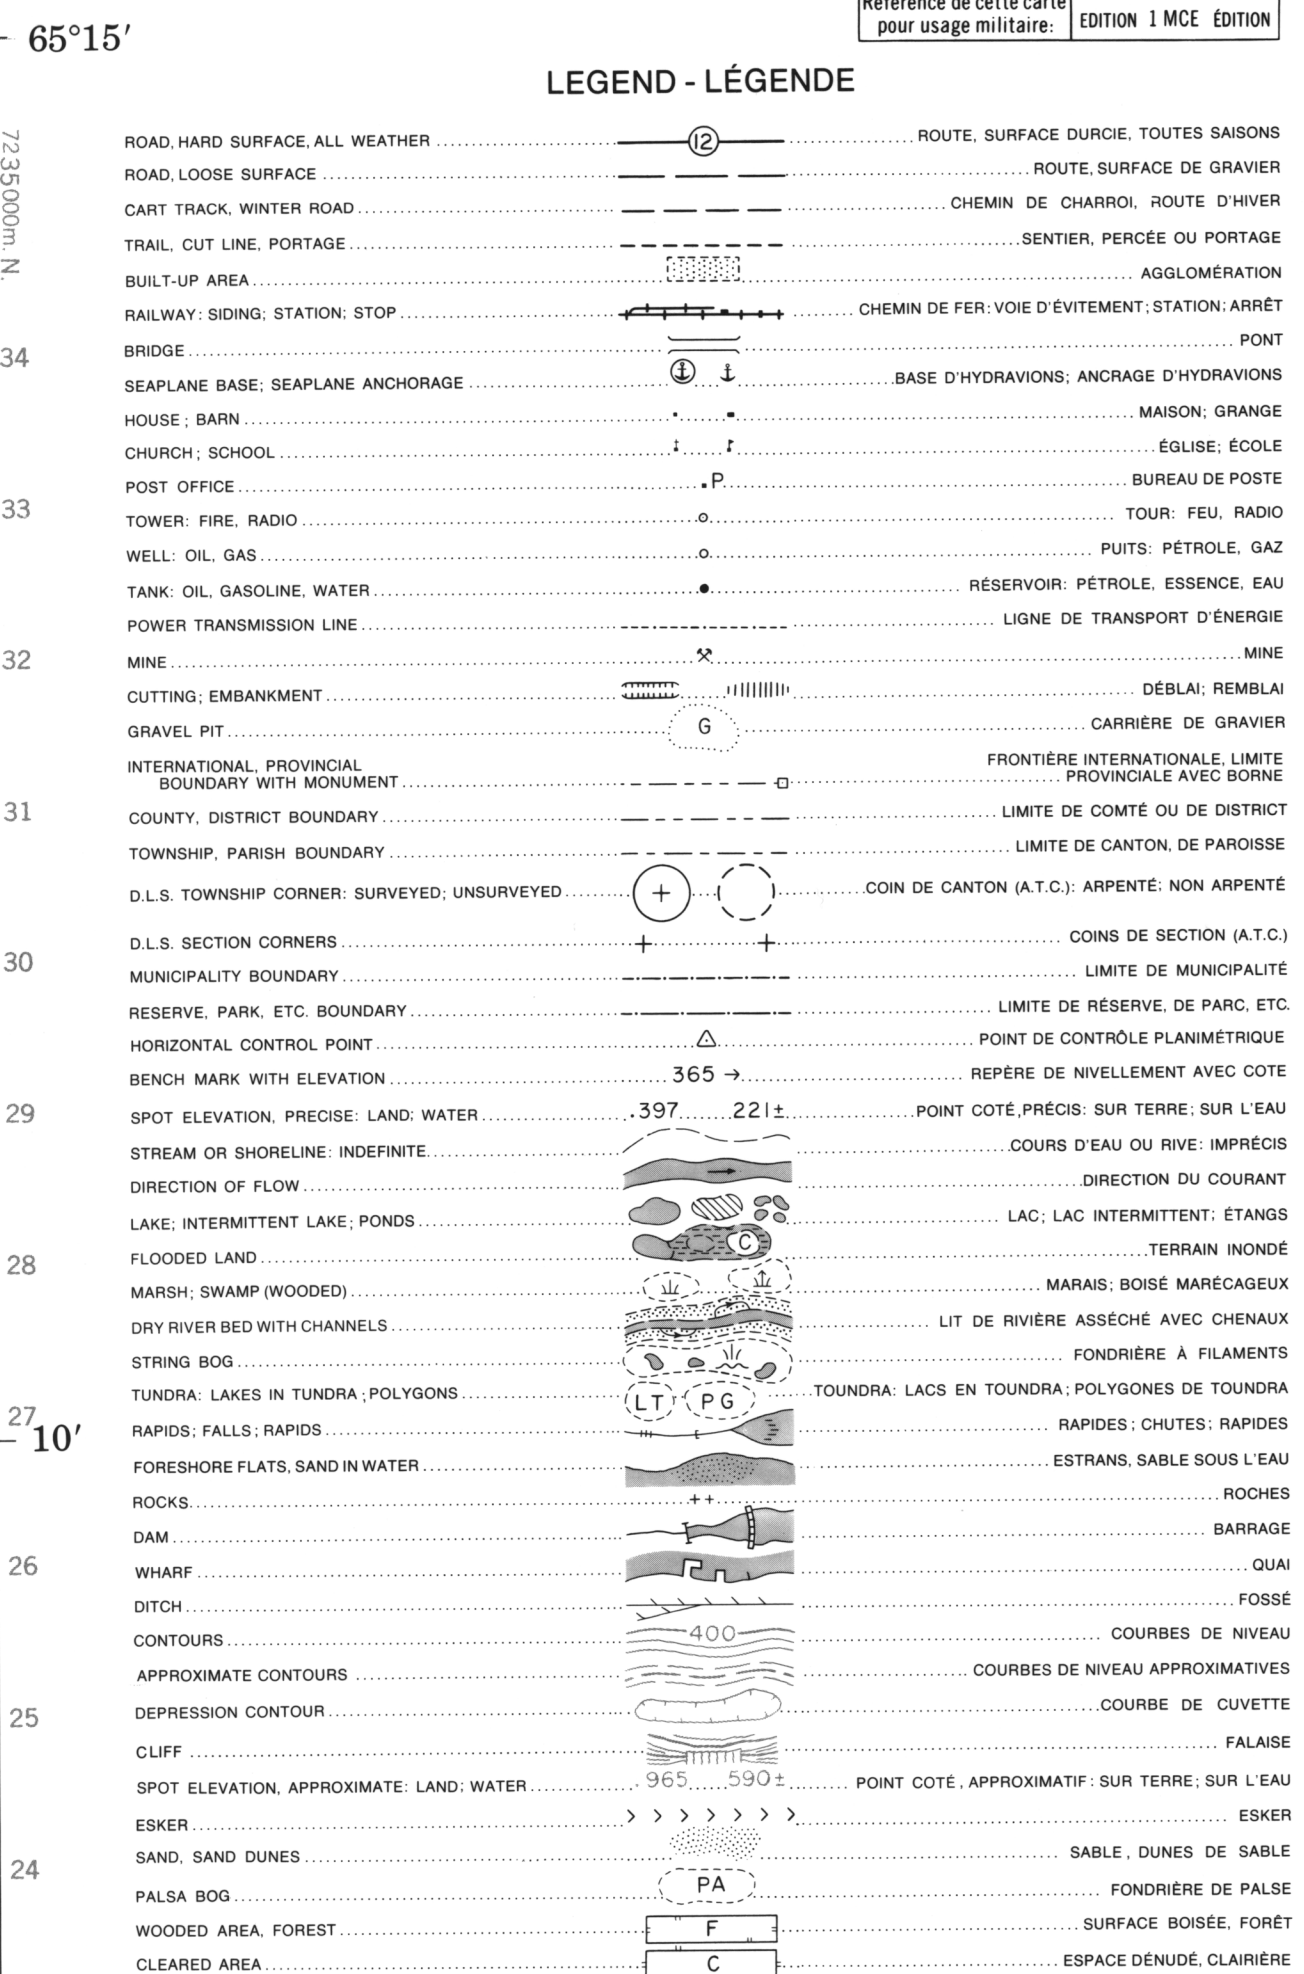 Référence de cette carte
pour usage militaire:
EDITION 1 MCE ÉDITION
65°15′
LEGEND - LÉGENDE
7235000m. N.
ROAD, HARD SURFACE, ALL WEATHER 12 ROUTE, SURFACE DURCIE, TOUTES SAISONS
ROAD, LOOSE SURFACE ROUTE, SURFACE DE GRAVIER
CART TRACK, WINTER ROAD CHEMIN DE CHARROI, ROUTE D'HIVER
TRAIL, CUT LINE, PORTAGE SENTIER, PERCÉE OU PORTAGE
BUILT-UP AREA AGGLOMÉRATION
RAILWAY: SIDING; STATION; STOP CHEMIN DE FER: VOIE D'ÉVITEMENT; STATION; ARRÊT
BRIDGE PONT
34
SEAPLANE BASE; SEAPLANE ANCHORAGE BASE D'HYDRAVIONS; ANCRAGE D'HYDRAVIONS
HOUSE; BARN MAISON; GRANGE
CHURCH; SCHOOL ÉGLISE; ÉCOLE
POST OFFICE P BUREAU DE POSTE
33
TOWER: FIRE, RADIO TOUR: FEU, RADIO
WELL: OIL, GAS PUITS: PÉTROLE, GAZ
TANK: OIL, GASOLINE, WATER RÉSERVOIR: PÉTROLE, ESSENCE, EAU
POWER TRANSMISSION LINE LIGNE DE TRANSPORT D'ÉNERGIE
32
MINE MINE
CUTTING; EMBANKMENT DÉBLAI; REMBLAI
GRAVEL PIT G CARRIÈRE DE GRAVIER
INTERNATIONAL, PROVINCIAL FRONTIÈRE INTERNATIONALE, LIMITE
BOUNDARY WITH MONUMENT PROVINCIALE AVEC BORNE
31
COUNTY, DISTRICT BOUNDARY LIMITE DE COMTÉ OU DE DISTRICT
TOWNSHIP, PARISH BOUNDARY LIMITE DE CANTON, DE PAROISSE
D.L.S. TOWNSHIP CORNER: SURVEYED; UNSURVEYED COIN DE CANTON (A.T.C.): ARPENTÉ; NON ARPENTÉ
D.L.S. SECTION CORNERS COINS DE SECTION (A.T.C.)
30
MUNICIPALITY BOUNDARY LIMITE DE MUNICIPALITÉ
RESERVE, PARK, ETC. BOUNDARY LIMITE DE RÉSERVE, DE PARC, ETC.
HORIZONTAL CONTROL POINT POINT DE CONTRÔLE PLANIMÉTRIQUE
BENCH MARK WITH ELEVATION 365 → REPÈRE DE NIVELLEMENT AVEC COTE
29
SPOT ELEVATION, PRECISE: LAND; WATER .397 221± POINT COTÉ, PRÉCIS: SUR TERRE; SUR L'EAU
STREAM OR SHORELINE: INDEFINITE COURS D'EAU OU RIVE: IMPRÉCIS
DIRECTION OF FLOW DIRECTION DU COURANT
LAKE; INTERMITTENT LAKE; PONDS LAC; LAC INTERMITTENT; ÉTANGS
FLOODED LAND C TERRAIN INONDÉ
28
MARSH; SWAMP (WOODED) MARAIS; BOISÉ MARÉCAGEUX
DRY RIVER BED WITH CHANNELS LIT DE RIVIÈRE ASSÉCHÉ AVEC CHENAUX
STRING BOG FONDRIÈRE À FILAMENTS
TUNDRA: LAKES IN TUNDRA; POLYGONS LT PG TOUNDRA: LACS EN TOUNDRA; POLYGONES DE TOUNDRA
27
RAPIDS; FALLS; RAPIDS RAPIDES; CHUTES; RAPIDES
10′
FORESHORE FLATS, SAND IN WATER ESTRANS, SABLE SOUS L'EAU
ROCKS ++ ROCHES
DAM BARRAGE
26
WHARF QUAI
DITCH FOSSÉ
CONTOURS 400 COURBES DE NIVEAU
APPROXIMATE CONTOURS COURBES DE NIVEAU APPROXIMATIVES
25
DEPRESSION CONTOUR COURBE DE CUVETTE
CLIFF FALAISE
SPOT ELEVATION, APPROXIMATE: LAND; WATER .965 590± POINT COTÉ, APPROXIMATIF: SUR TERRE; SUR L'EAU
ESKER ESKER
SAND, SAND DUNES SABLE, DUNES DE SABLE
24
PALSA BOG PA FONDRIÈRE DE PALSE
WOODED AREA, FOREST F SURFACE BOISÉE, FORÊT
CLEARED AREA C ESPACE DÉNUDÉ, CLAIRIÈRE